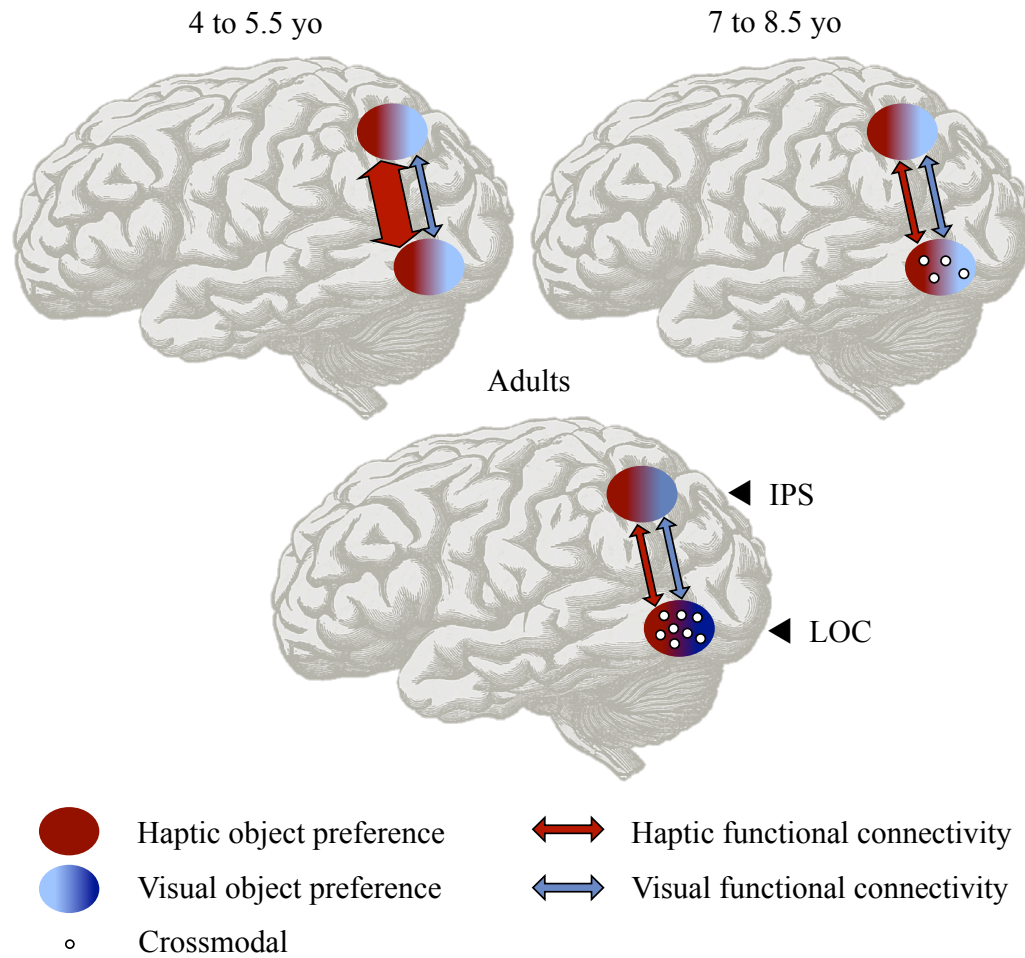 4 to 5.5 yo
7 to 8.5 yo
Adults
IPS
LOC
Haptic object preference
Haptic functional connectivity
Visual object preference
Visual functional connectivity
Crossmodal